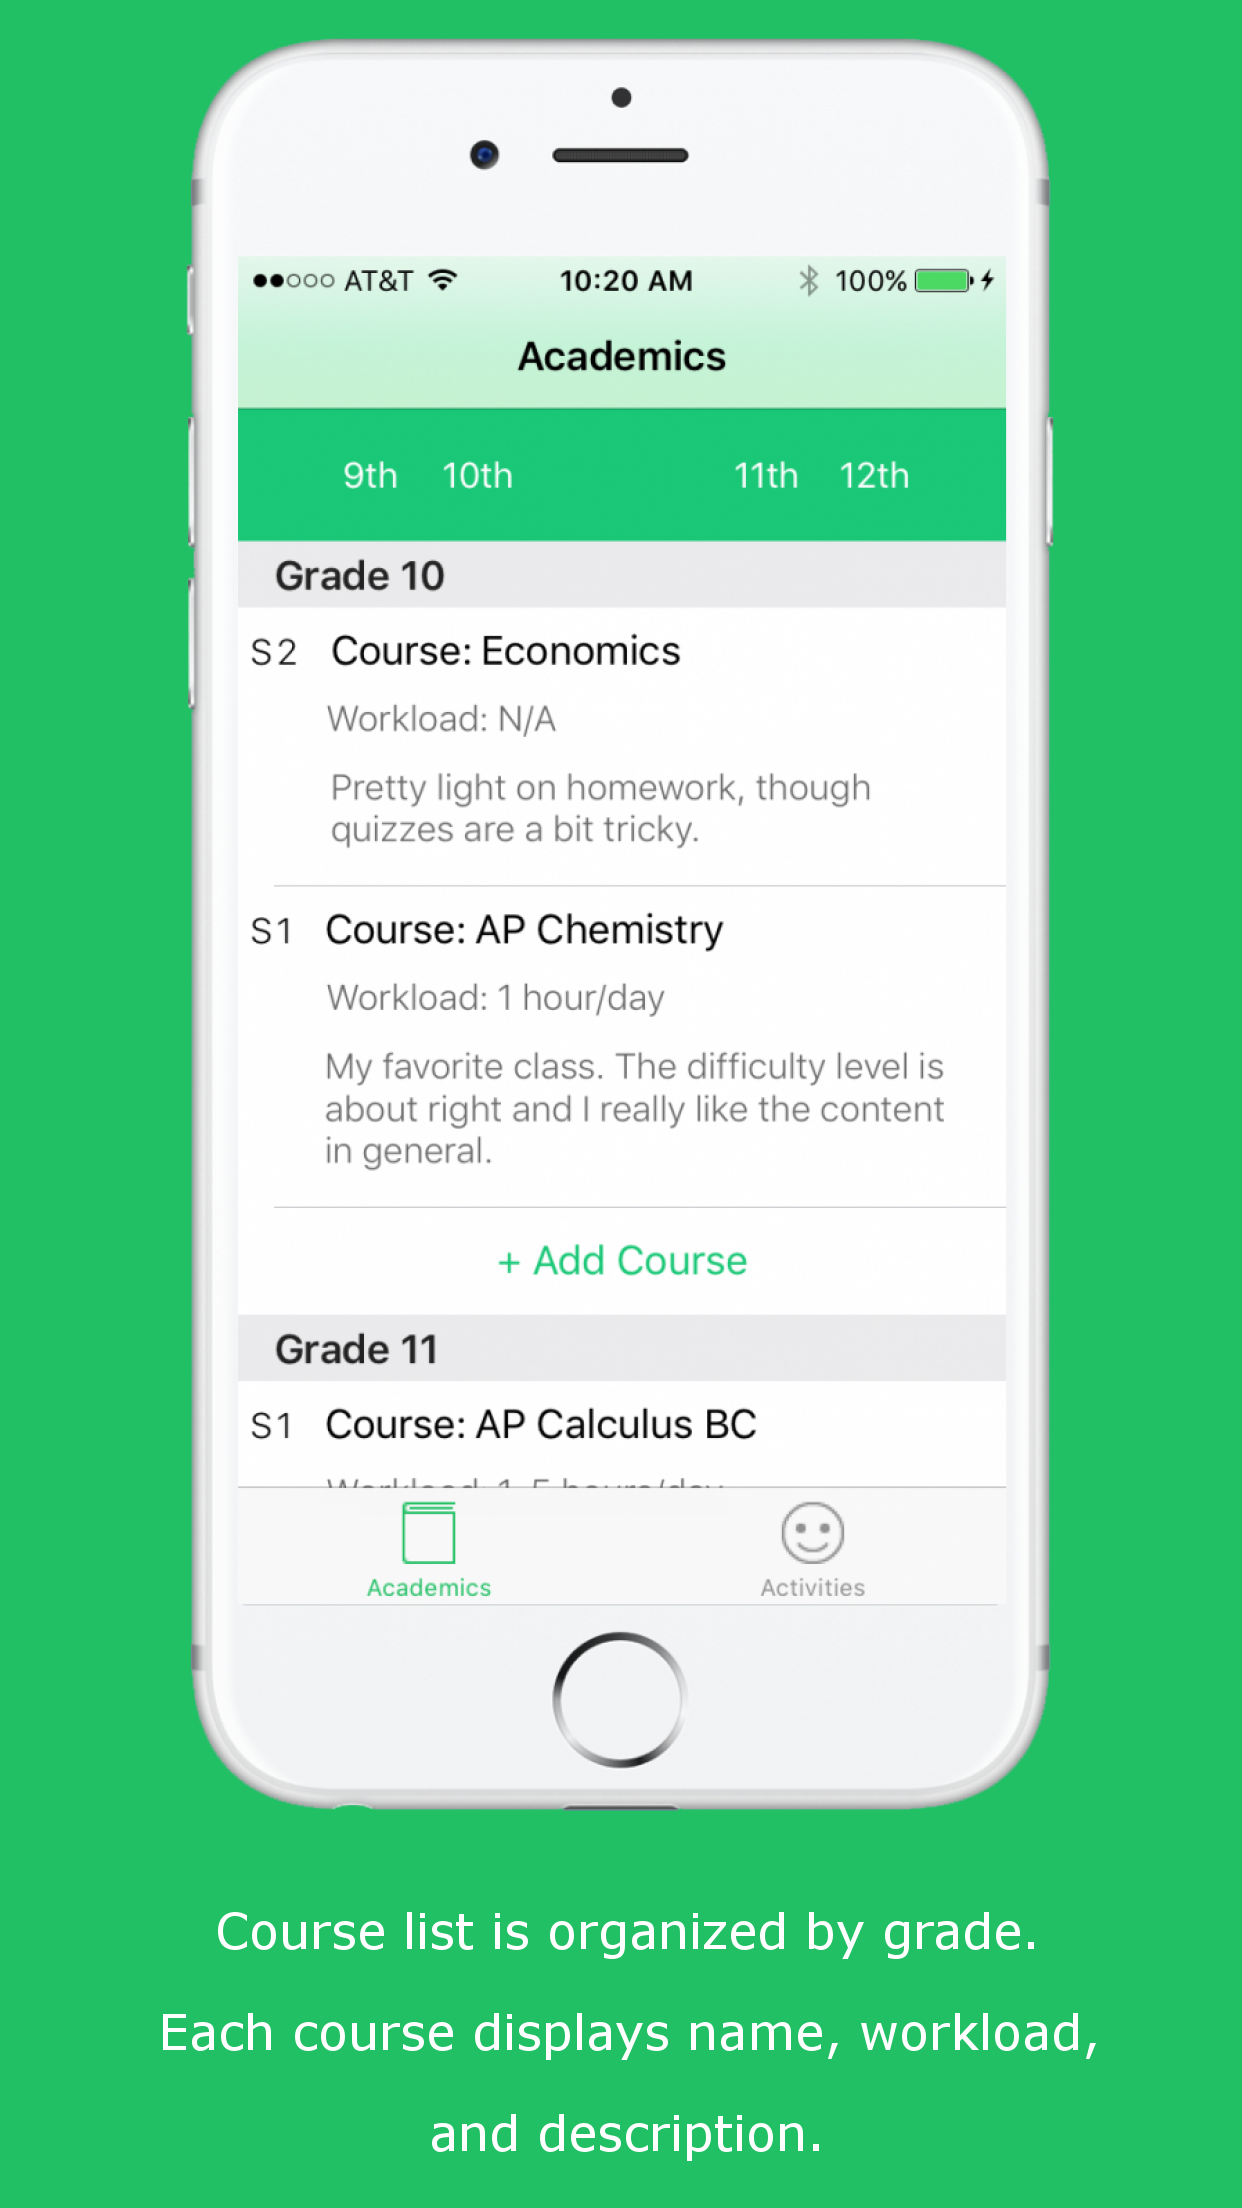 AT&T 10:20 AM 100%
Academics
9th 10th 11th 12th
Grade 10
S2 Course: Economics
Workload: N/A
Pretty light on homework, though
quizzes are a bit tricky.
S1 Course: AP Chemistry
Workload: 1 hour/day
My favorite class. The difficulty level is
about right and I really like the content
in general.
+ Add Course
Grade 11
S1 Course: AP Calculus BC
Academics Activities
Course list is organized by grade.
Each course displays name, workload,
and description.